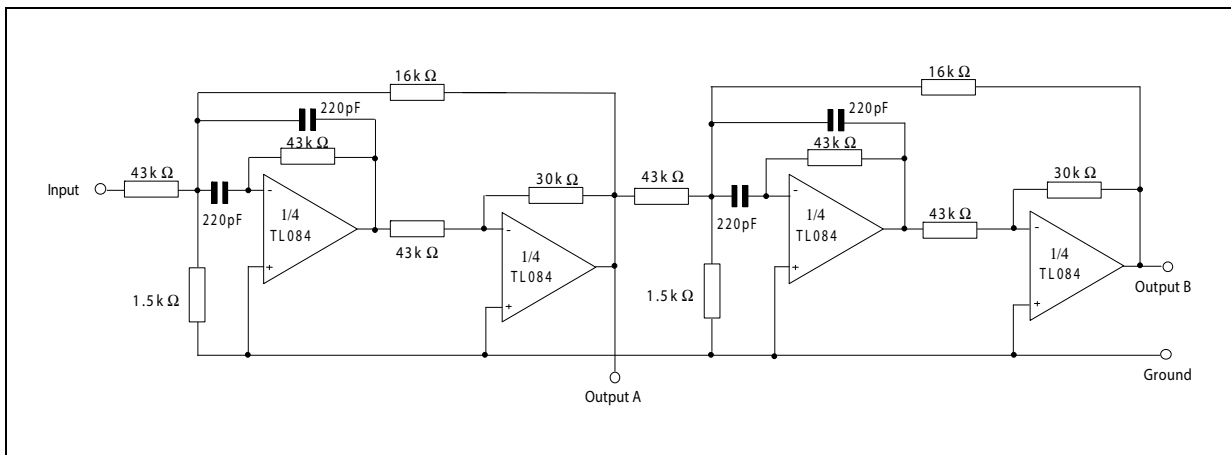 16k Ω
220pF
43k Ω
43k Ω
Input
220pF
-
+
1/4
TL084
1.5k Ω
43k Ω
30k Ω
-
+
1/4
TL084
Output A
16k Ω
220pF
43k Ω
43k Ω
220pF
-
+
1/4
TL084
1.5k Ω
43k Ω
30k Ω
-
+
1/4
TL084
Output B
Ground